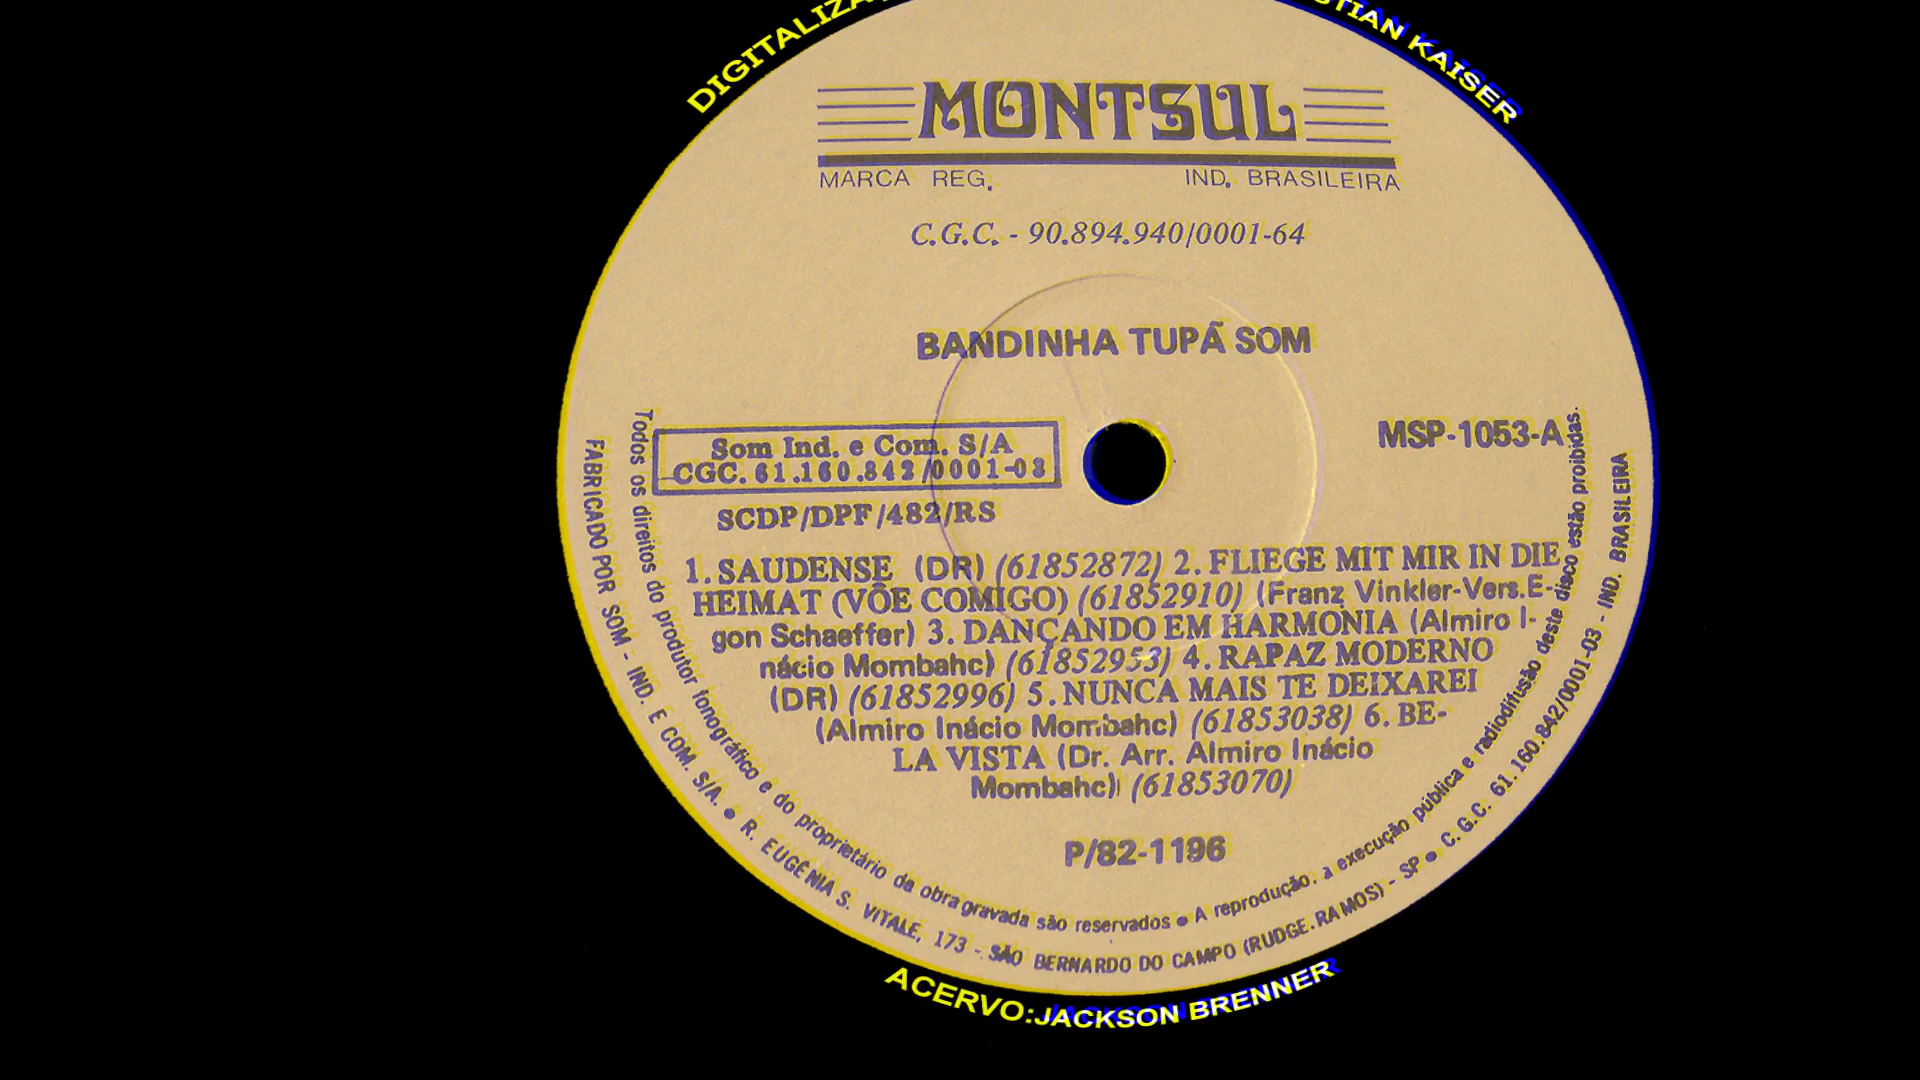 DIGITALIZA
STIAN KAISER
MONTSUL
MARCA REG. IND. BRASILEIRA
C.G.C. - 90.894.940/0001-64
BANDINHA TUPÃ SOM
Som Ind. e Com. S/A
CGC. 61.160.842/0001-03
MSP-1053-A
SCDP/DPF/482/RS
1. SAUDENSE (DR) (61852872) 2. FLIEGE MIT MIR IN DIE
HEIMAT (VÕE COMIGO) (61852910) (Franz Vinkler-Vers.E-
gon Schaeffer) 3. DANÇANDO EM HARMONIA (Almiro I-
nácio Mombahc) (61852953) 4. RAPAZ MODERNO
(DR) (61852996) 5. NUNCA MAIS TE DEIXAREI
(Almiro Inácio Mombahc) (61853038) 6. BE-
LA VISTA (Dr. Arr. Almiro Inácio
Mombahc) (61853070)
P/82-1196
Todos os direitos do produtor fonográfico e do proprietário da obra gravada são reservados • A reprodução, a execução pública e radiodifusão deste disco estão proibidas.
FABRICADO POR SOM - IND. E COM. S/A. • R. EUGÊNIA S. VITALE, 173 - SÃO BERNARDO DO CAMPO (RUDGE RAMOS) - SP • C.G.C. 61.160.842/0001-03 - IND. BRASILEIRA
ACERVO:JACKSON BRENNER